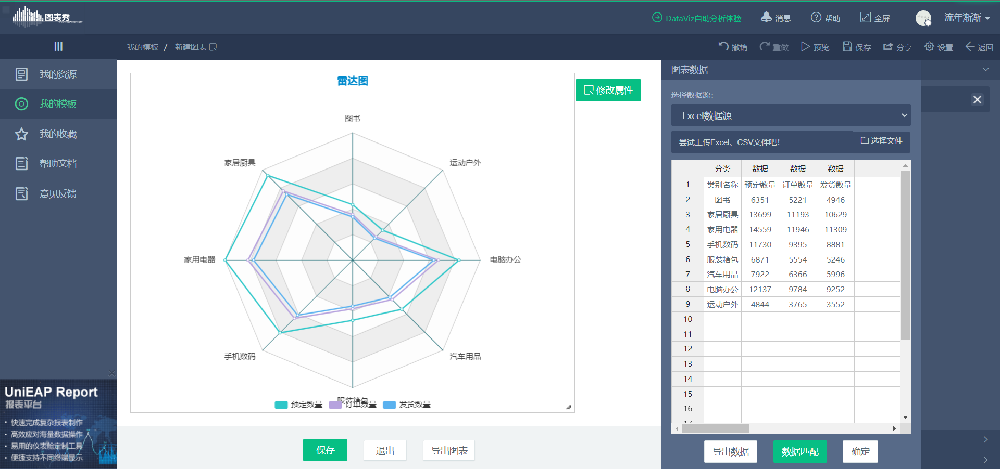 图表秀
DataViz自助分析体验
消息
帮助
全屏
流年渐渐
我的模板 / 新建图表
撤销
重做
预览
保存
分享
设置
返回
我的资源
我的模板
我的收藏
帮助文档
意见反馈
UniEAP Report
报表平台
· 快速完成复杂报表制作
· 高效应对海量数据操作
· 易用的仪表舱定制工具
· 便捷支持不同终端显示
雷达图
修改属性
图书
家居厨具
运动户外
家用电器
电脑办公
手机数码
汽车用品
服装箱包
预定数量 订单数量 发货数量
保存
退出
导出图表
图表数据
选择数据源:
Excel数据源
尝试上传Excel、CSV文件吧!
选择文件
分类 数据 数据 数据
1 类别名称 预定数量 订单数量 发货数量
2 图书 6351 5221 4946
3 家居厨具 13699 11193 10629
4 家用电器 14559 11946 11309
5 手机数码 11730 9395 8881
6 服装箱包 6871 5554 5246
7 汽车用品 7922 6366 5996
8 电脑办公 12137 9784 9252
9 运动户外 4844 3765 3552
10
11
12
13
14
15
16
17
导出数据
数据匹配
确定